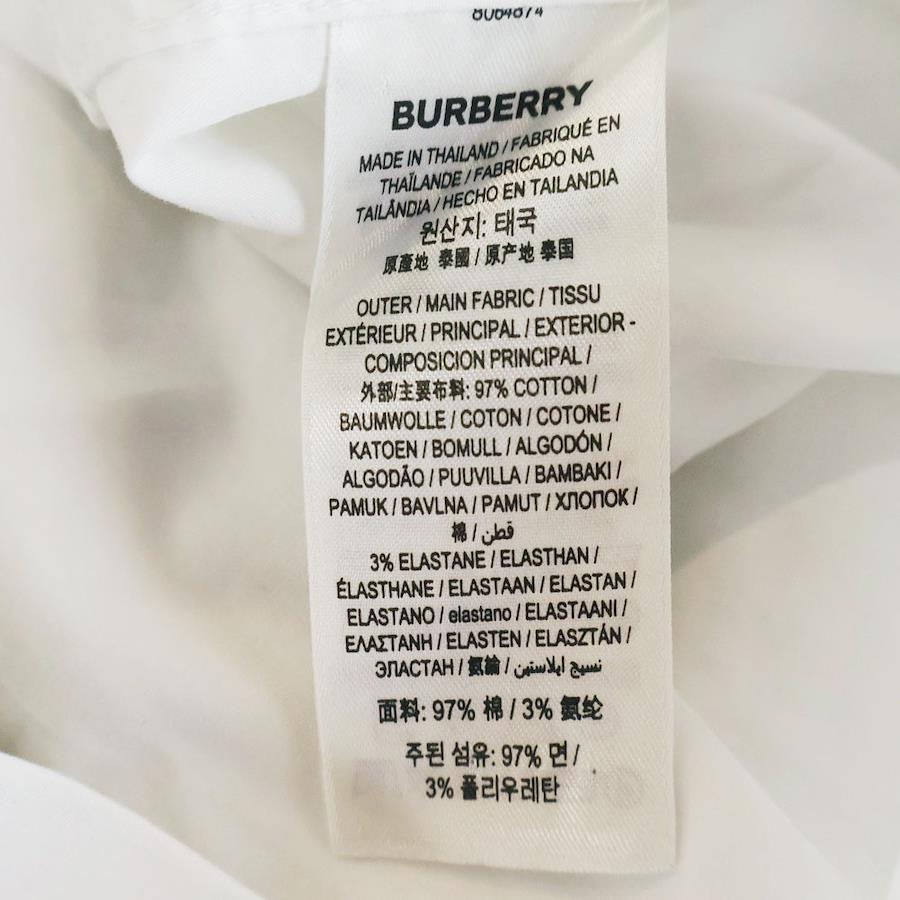 8064874
BURBERRY
MADE IN THAILAND / FABRIQUÉ EN
THAÏLANDE / FABRICADO NA
TAILÂNDIA / HECHO EN TAILANDIA
원산지: 태국
原產地 泰國 / 原产地 泰国
OUTER / MAIN FABRIC / TISSU
EXTÉRIEUR / PRINCIPAL / EXTERIOR -
COMPOSICION PRINCIPAL /
外部/主要布料: 97% COTTON /
BAUMWOLLE / COTON / COTONE /
KATOEN / BOMULL / ALGODÓN /
ALGODÃO / PUUVILLA / BAMBAKI /
PAMUK / BAVLNA / PAMUT / ХЛОПОК /
棉 / قطن
3% ELASTANE / ELASTHAN /
ÉLASTHANE / ELASTAAN / ELASTAN /
ELASTANO / elastano / ELASTAANI /
ΕΛΑΣΤΑΝΗ / ELASTEN / ELASZTÁN /
ЭЛАСТАН / 氨綸 / نسيج ايلاستين
面料: 97% 棉 / 3% 氨纶
주된 섬유: 97% 면 /
3% 폴리우레탄